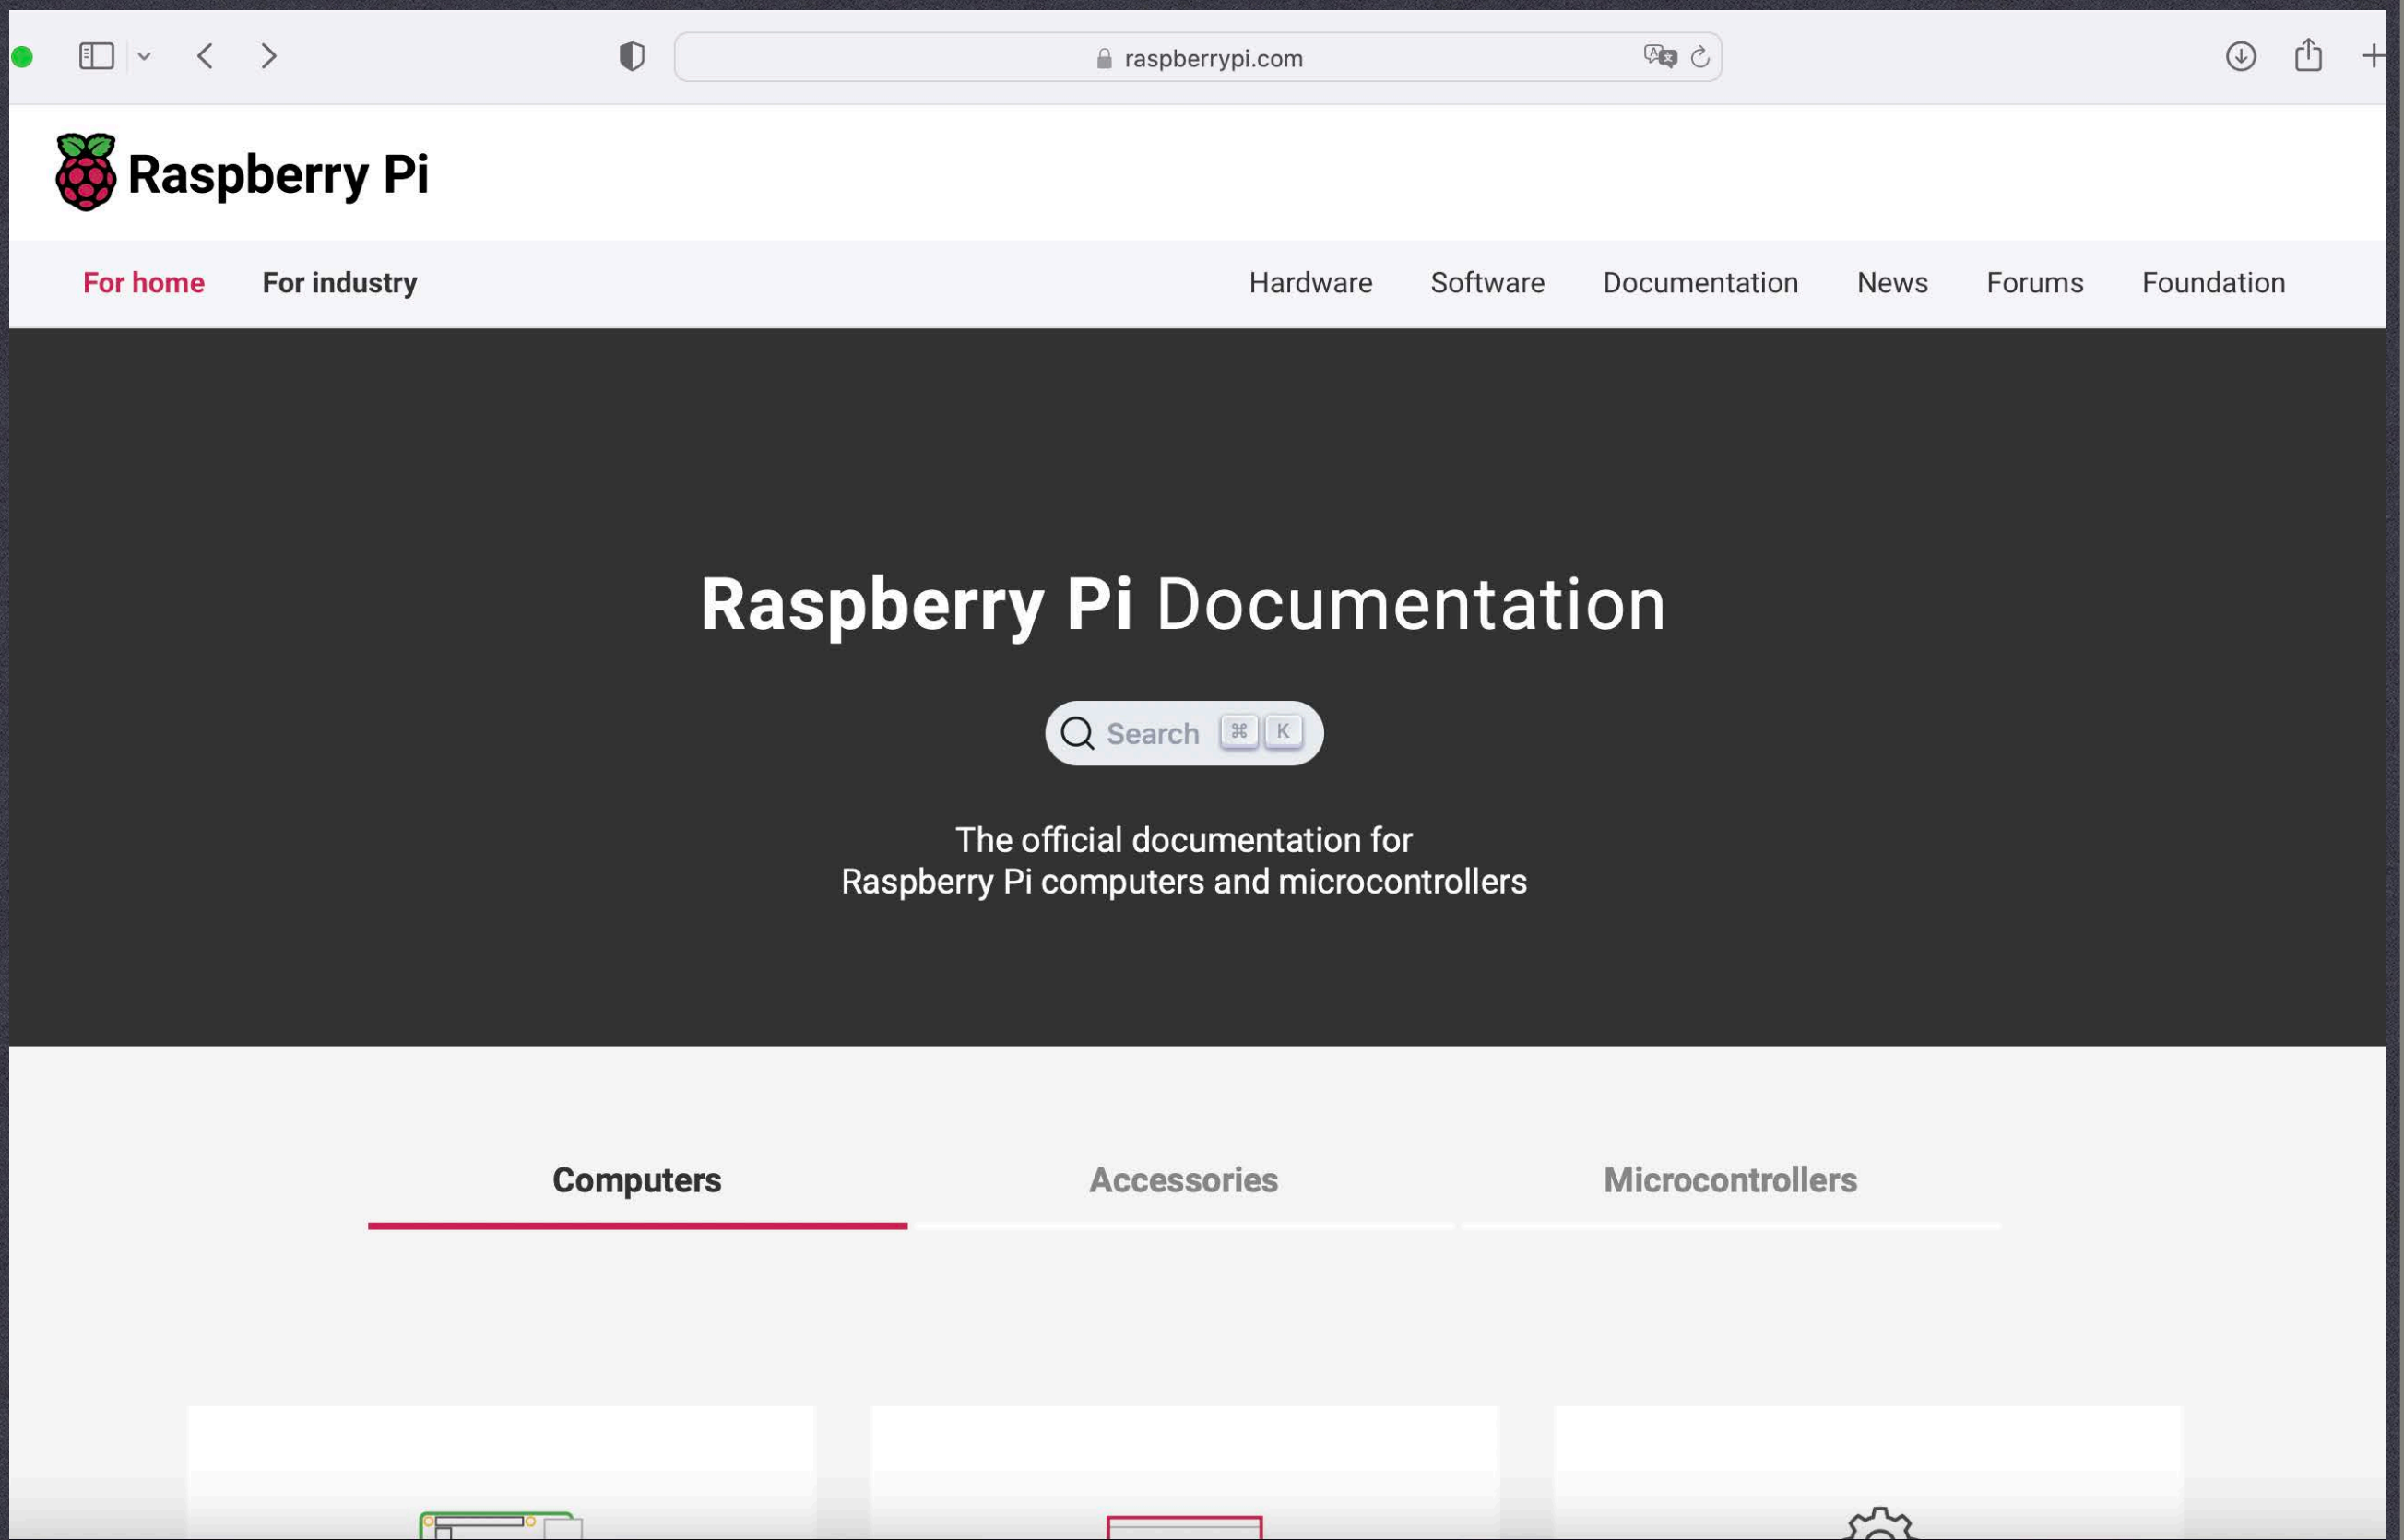 raspberrypi.com
Raspberry Pi
For home For industry Hardware Software Documentation News Forums Foundation
Raspberry Pi Documentation
Search ⌘ K
The official documentation for
Raspberry Pi computers and microcontrollers
Computers Accessories Microcontrollers